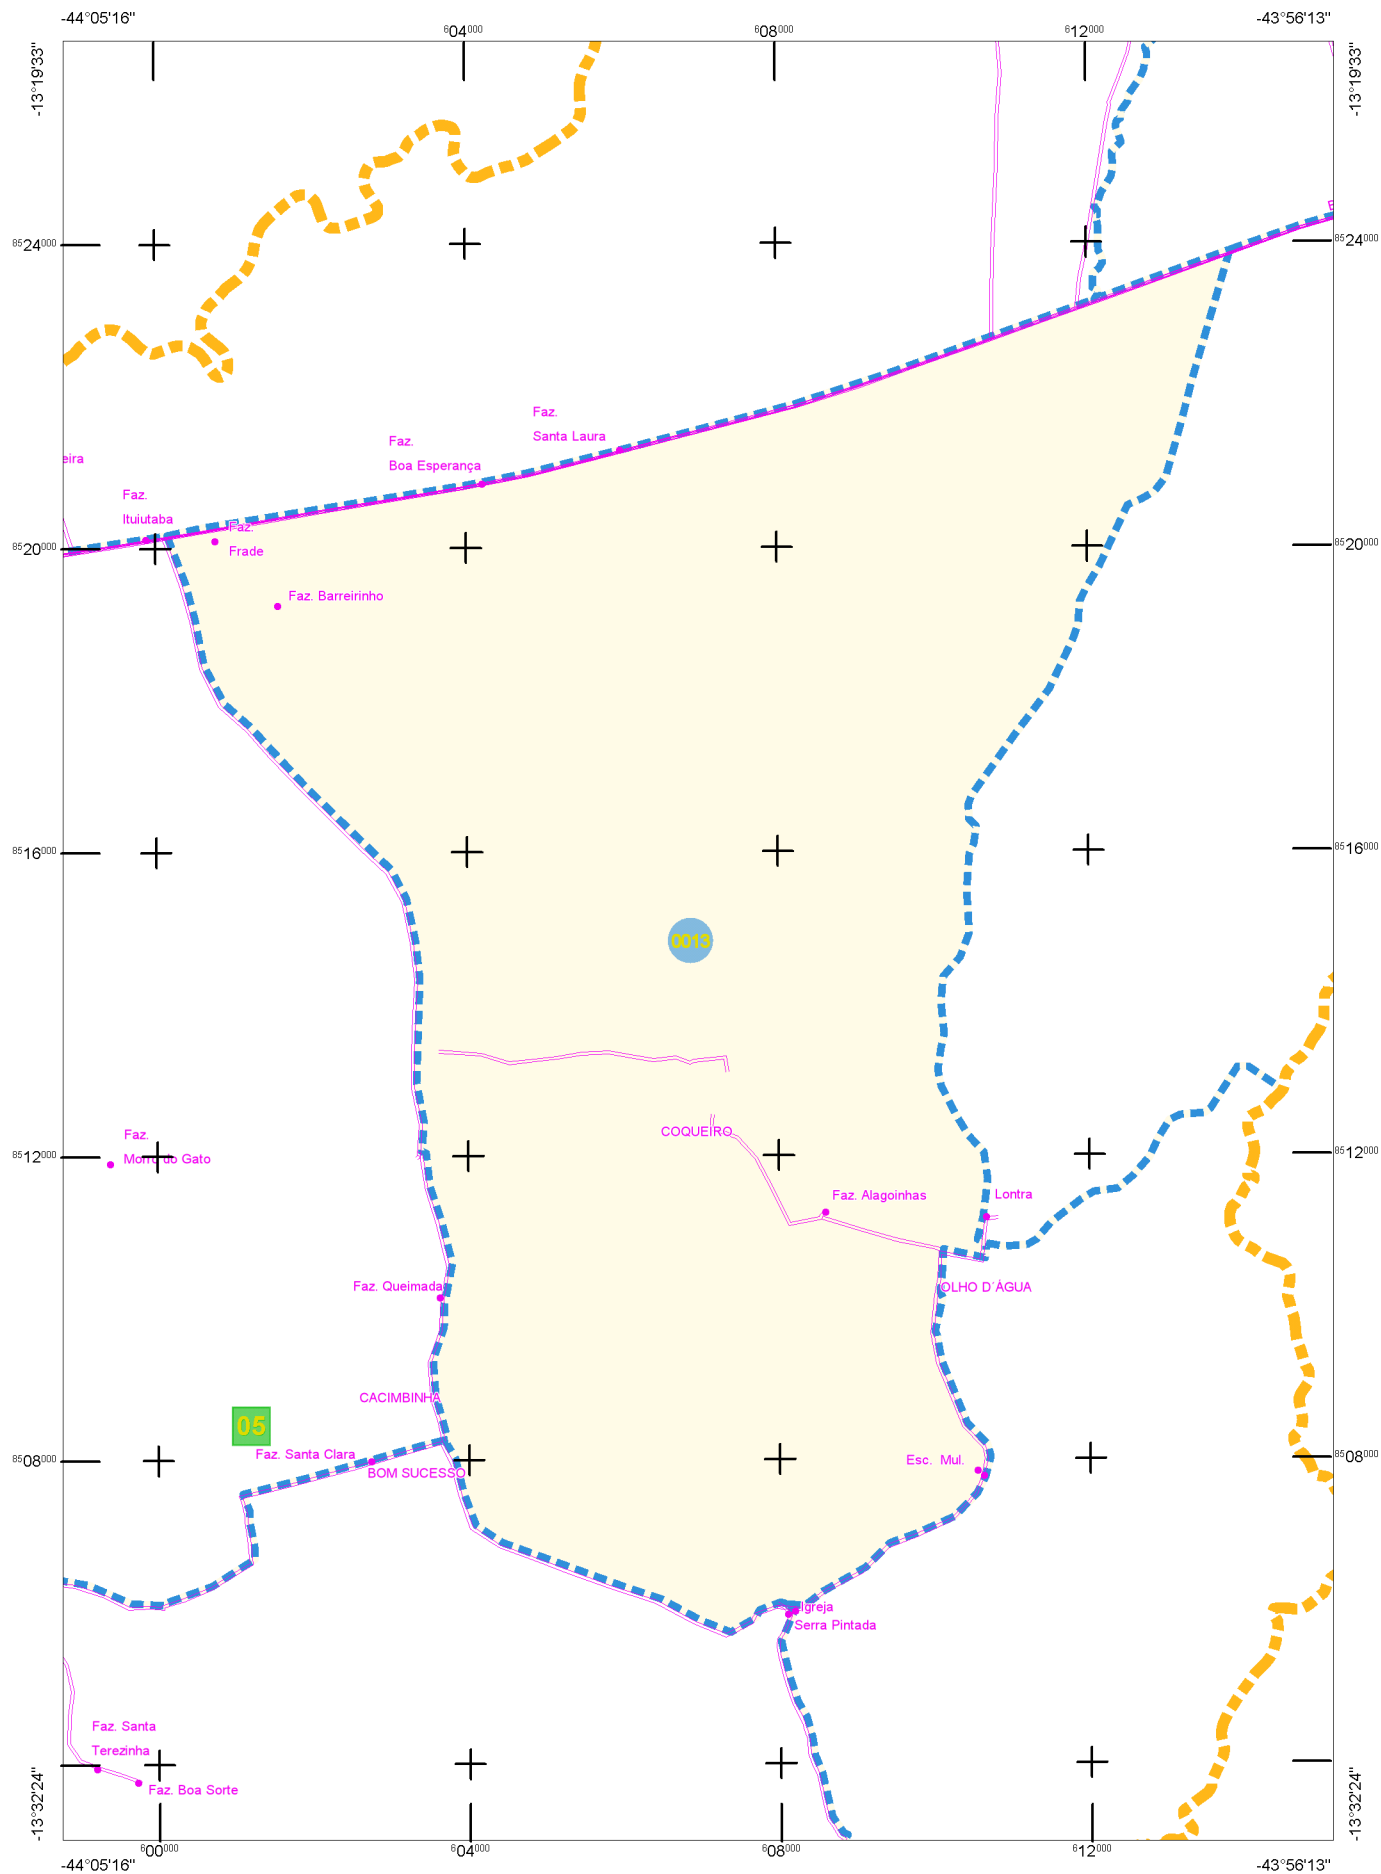 -44°05'16"
-43°56'13"
604000
608000
612000
-13°19'33"
-13°19'33"
8524000
8524000
Faz.
Santa Laura
Faz.
Boa Esperança
eira
Faz.
Ituiutaba
Faz.
Frade
8520000
8520000
Faz. Barreirinho
8516000
8516000
0013
COQUEIRO
Faz.
Morro do Gato
8512000
8512000
Faz. Alagoinhas
Lontra
Faz. Queimada
OLHO D´ÁGUA
CACIMBINHA
05
Faz. Santa Clara
BOM SUCESSO
Esc. Mul.
8508000
8508000
Igreja
Serra Pintada
Faz. Santa
Terezinha
Faz. Boa Sorte
-13°32'24"
-13°32'24"
600000
604000
608000
612000
-44°05'16"
-43°56'13"